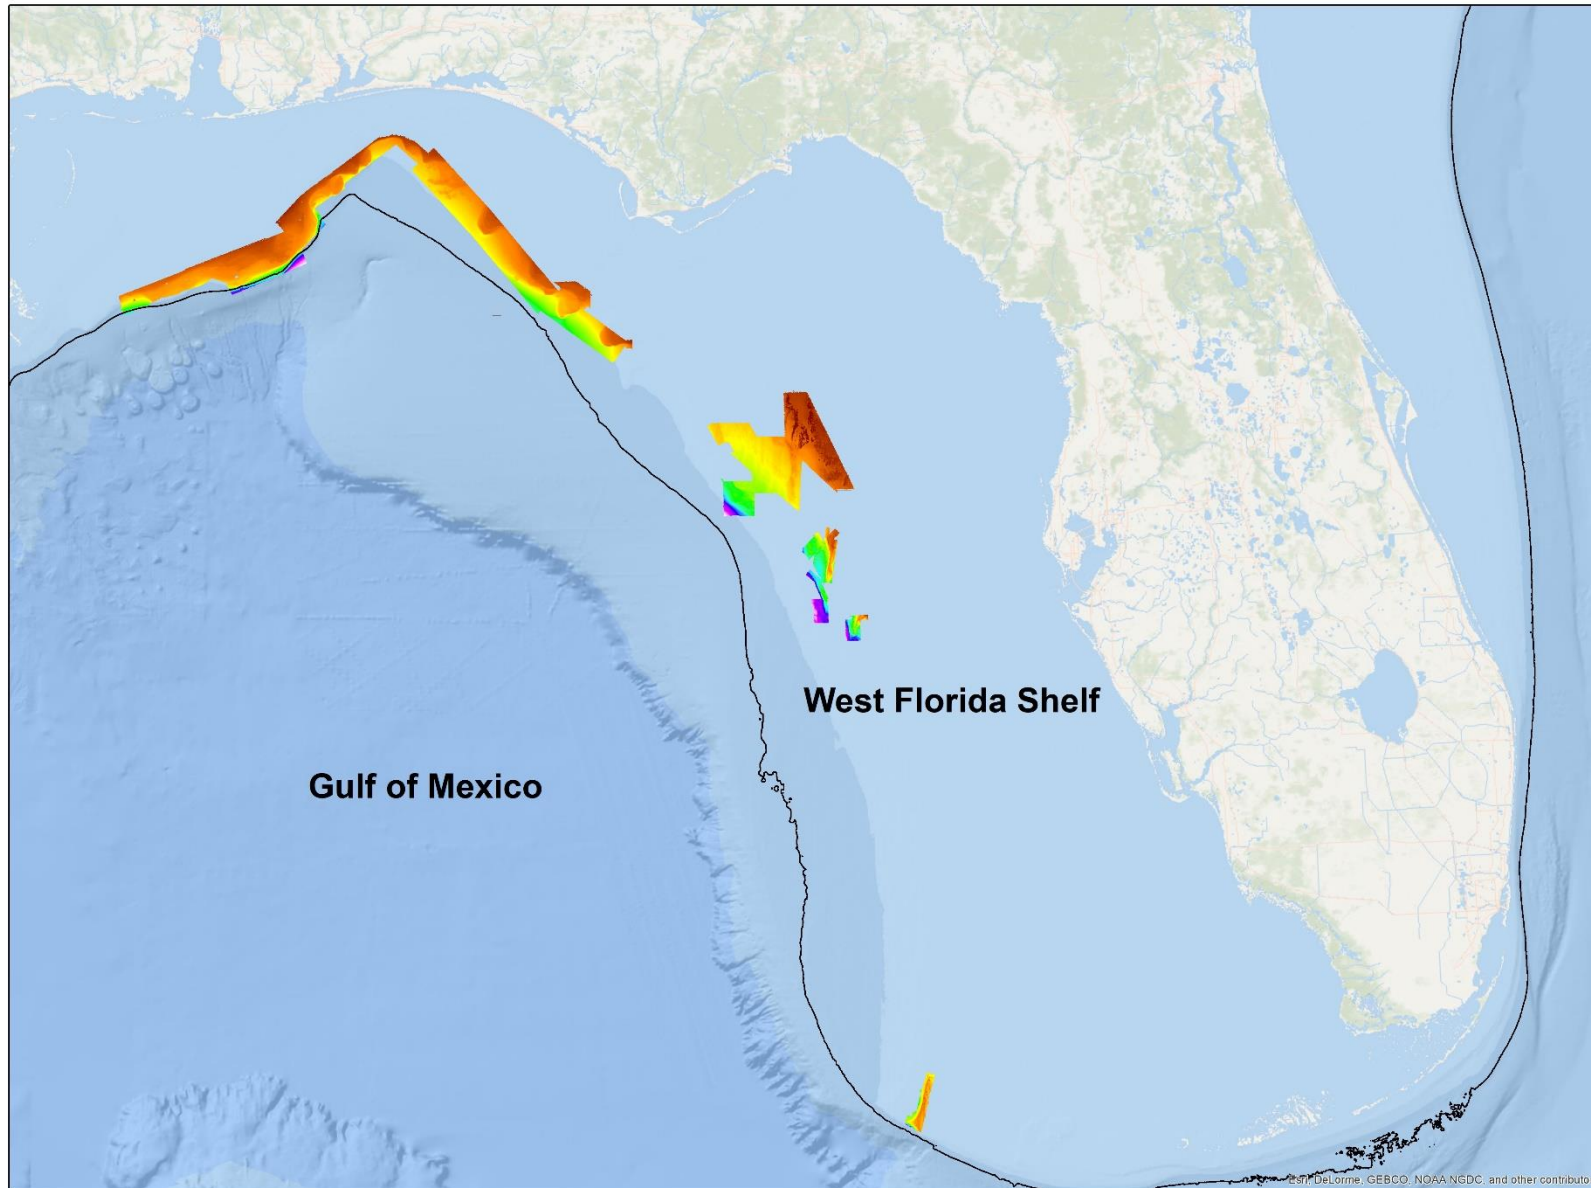 West Florida Shelf
Gulf of Mexico
Esri, DeLorme, GEBCO, NOAA NGDC, and other contributo